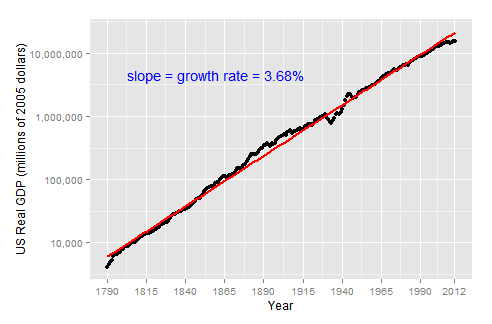 US Real GDP (millions of 2005 dollars)
10,000,000
1,000,000
100,000
10,000
slope = growth rate = 3.68%
1790 1815 1840 1865 1890 1915 1940 1965 1990 2012
Year